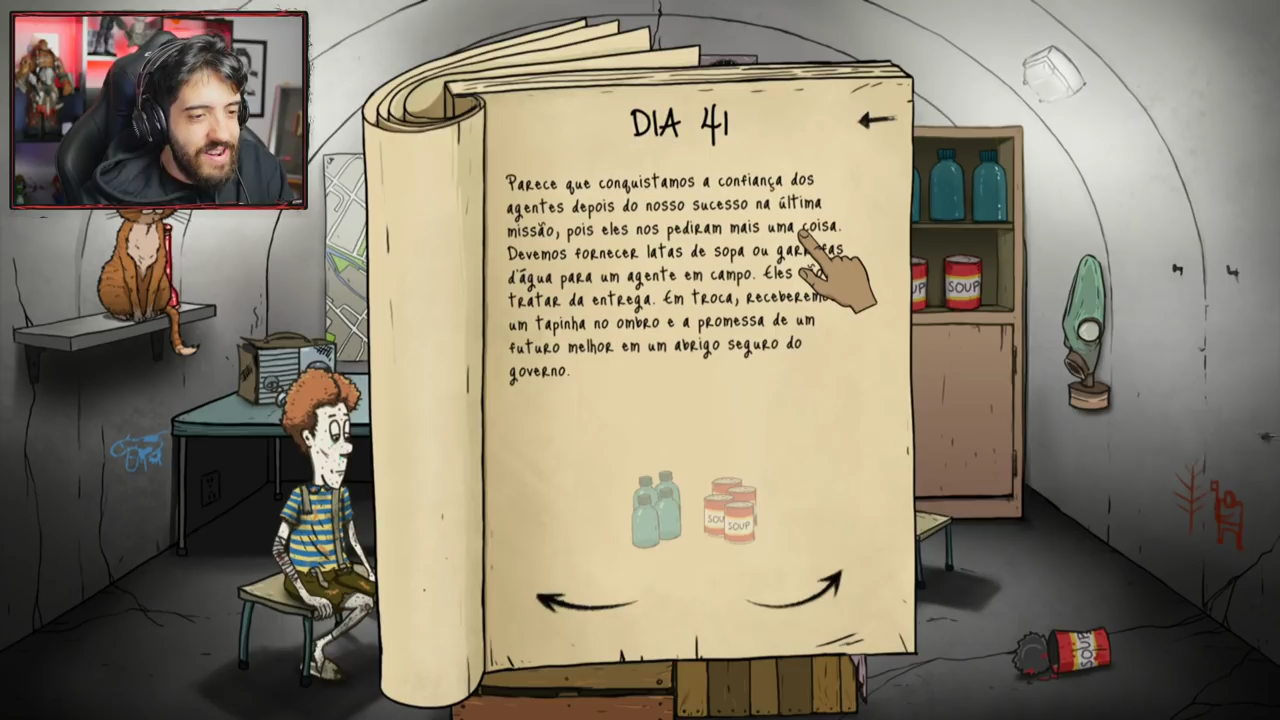 DIA 41
Parece que conquistamos a confiança dos
agentes depois do nosso sucesso na última
missão, pois eles nos pediram mais uma coisa.
Devemos fornecer latas de sopa ou
d'água para um agente em campo. Eles
tratar da entrega. Em troca,
um tapinha no ombro e a promessa de um
futuro melhor em um abrigo seguro do
governo.
SOUP
SOUP
SOUP